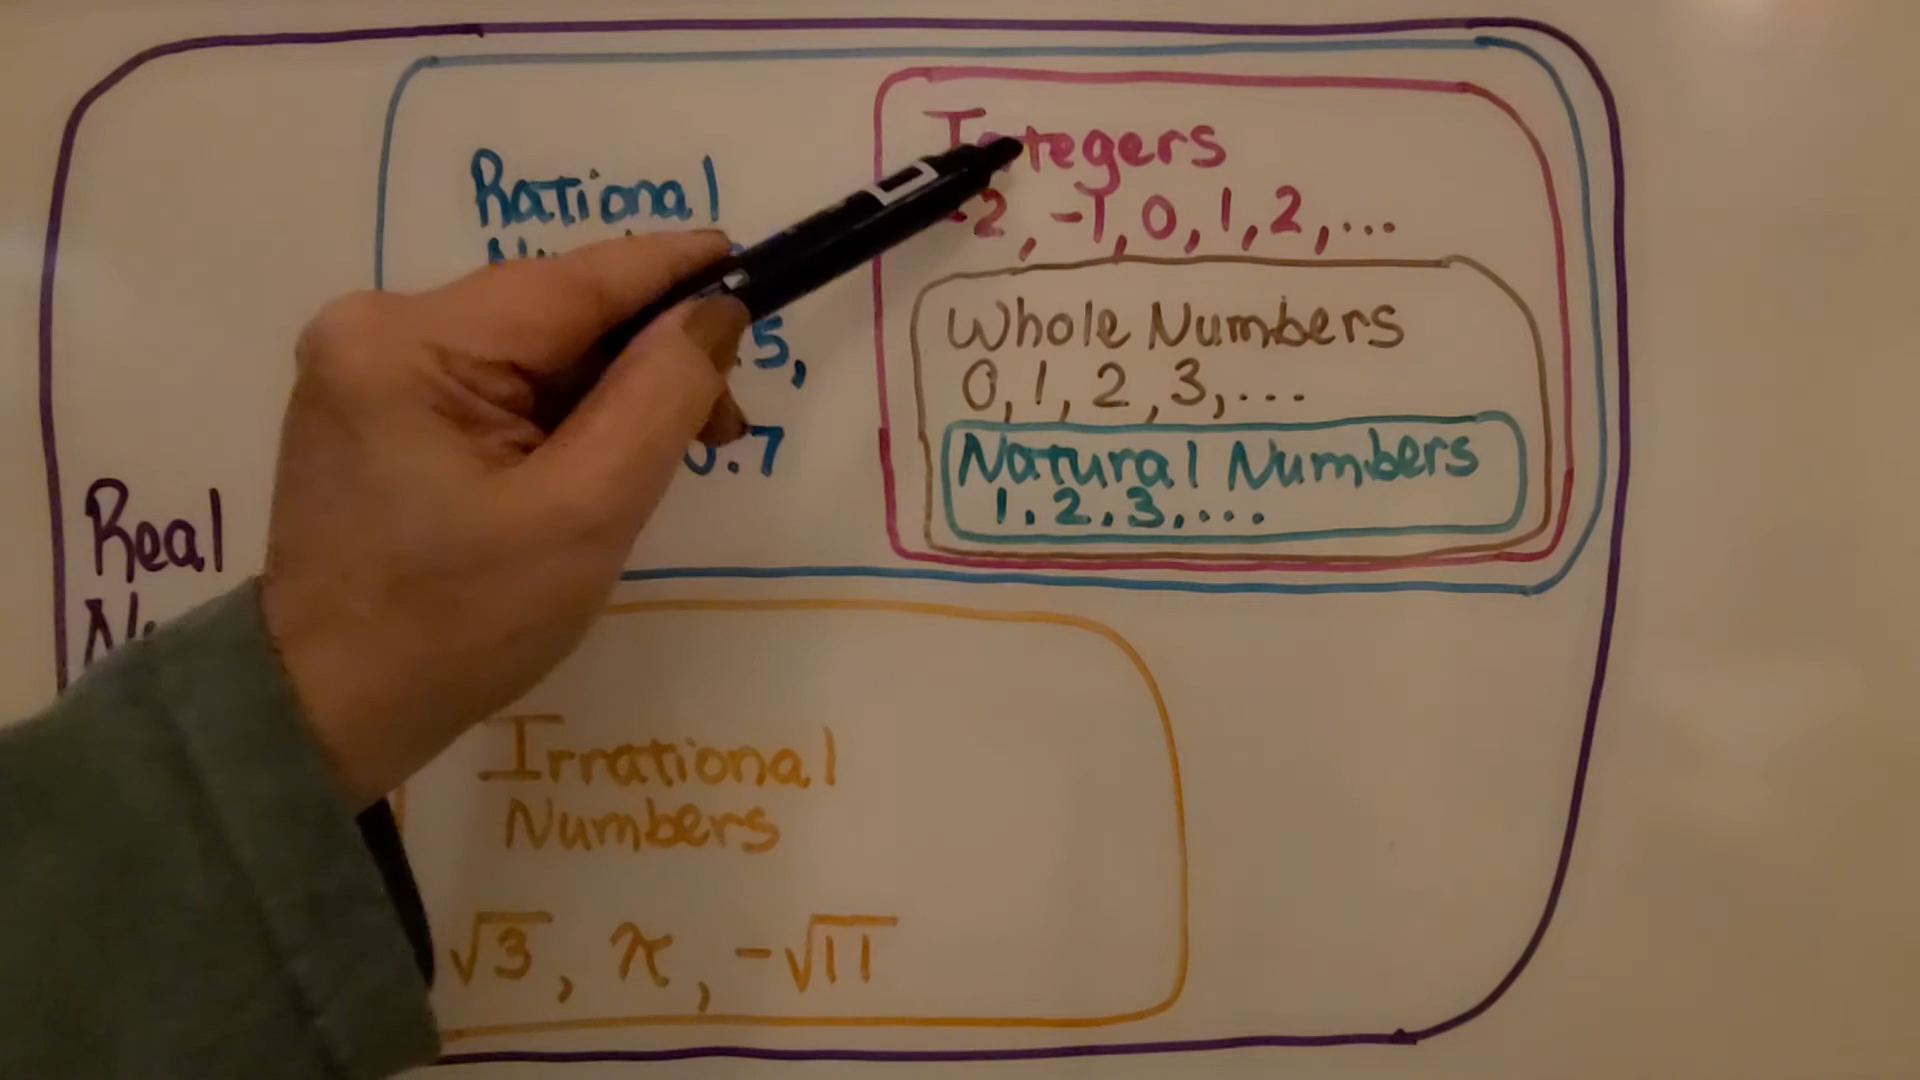 Rational
Integers
-2, -1, 0, 1, 2, ...
Whole Numbers
0, 1, 2, 3, ...
5,
Natural Numbers
1, 2, 3, ...
.7
Real
Irrational
Numbers
√3, π, -√11